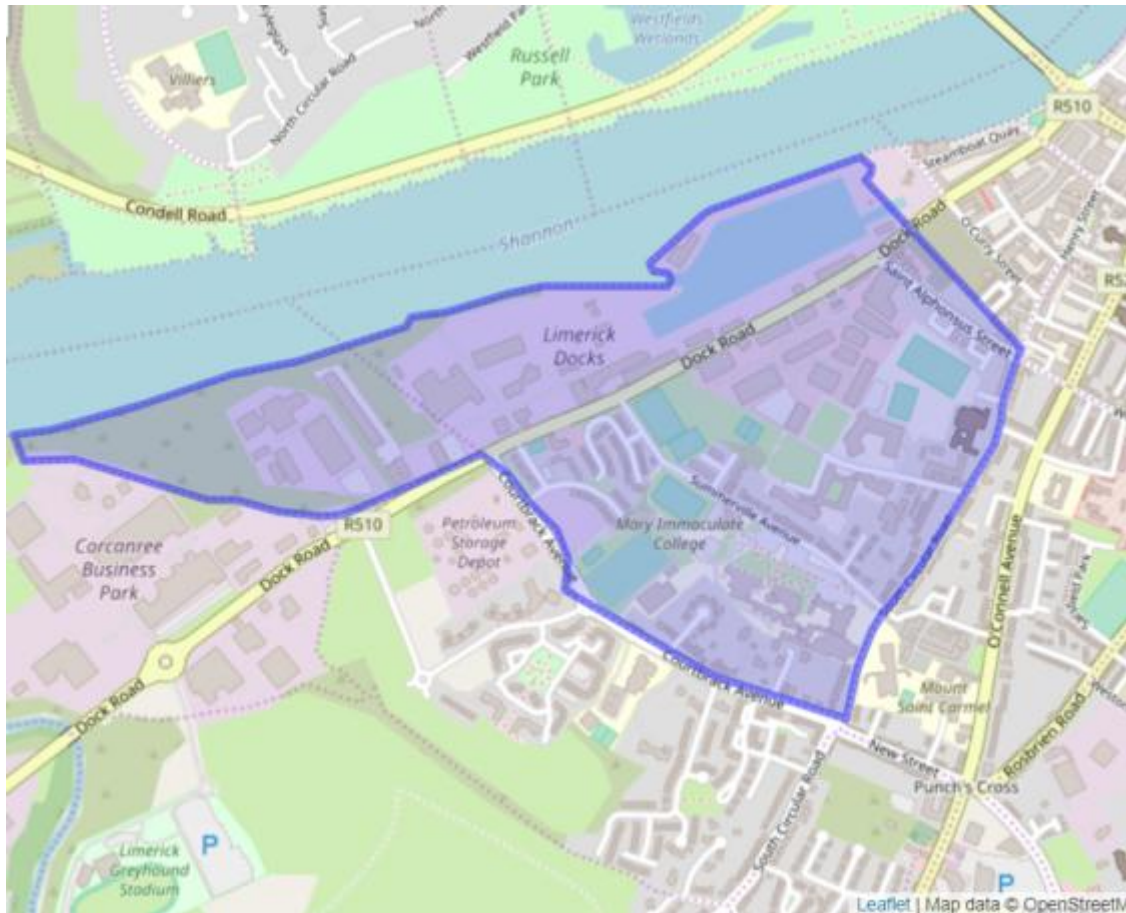 Westfields
Wetlands
Westfield Park
North
Russell
Park
Villiers
North Circular Road
R510
Steamboat Quay
Condell Road
Shannon
Dock Road
O'Curry Street
Henry Street
Saint Alphonsus Street
Limerick
Docks
Dock Road
Summerville Avenue
R510
Courtbrack Avenue
Petroleum
Storage
Depot
Mary Immaculate
College
Corcanree
Business
Park
Dock Road
O'Connell Avenue
Dock Road
Courtbrack Avenue
Mount
Saint Carmel
New Street
Rosbrien Road
Punch's Cross
South Circular Road
P
Limerick
Greyhound
Stadium
P
Leaflet | Map data © OpenStreetM